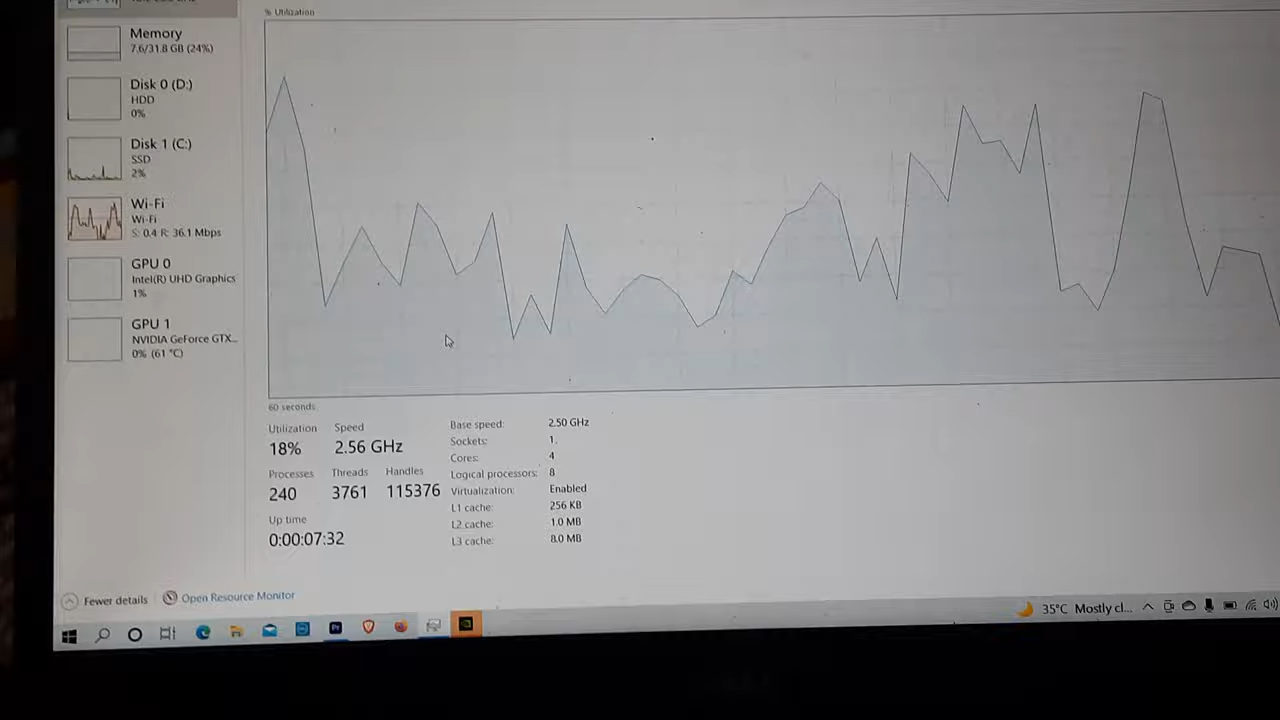 % Utilization
Memory
7.6/31.8 GB (24%)
Disk 0 (D:)
HDD
0%
Disk 1 (C:)
SSD
2%
Wi-Fi
Wi-Fi
S: 0.4 R: 36.1 Mbps
GPU 0
Intel(R) UHD Graphics
1%
GPU 1
NVIDIA GeForce GTX...
0% (61 °C)
60 seconds
Utilization Speed
18% 2.56 GHz
Processes Threads Handles
240 3761 115376
Up time
0:00:07:32
Base speed: 2.50 GHz
Sockets: 1
Cores: 4
Logical processors: 8
Virtualization: Enabled
L1 cache: 256 KB
L2 cache: 1.0 MB
L3 cache: 8.0 MB
Fewer details Open Resource Monitor
Pr
35°C Mostly cl...